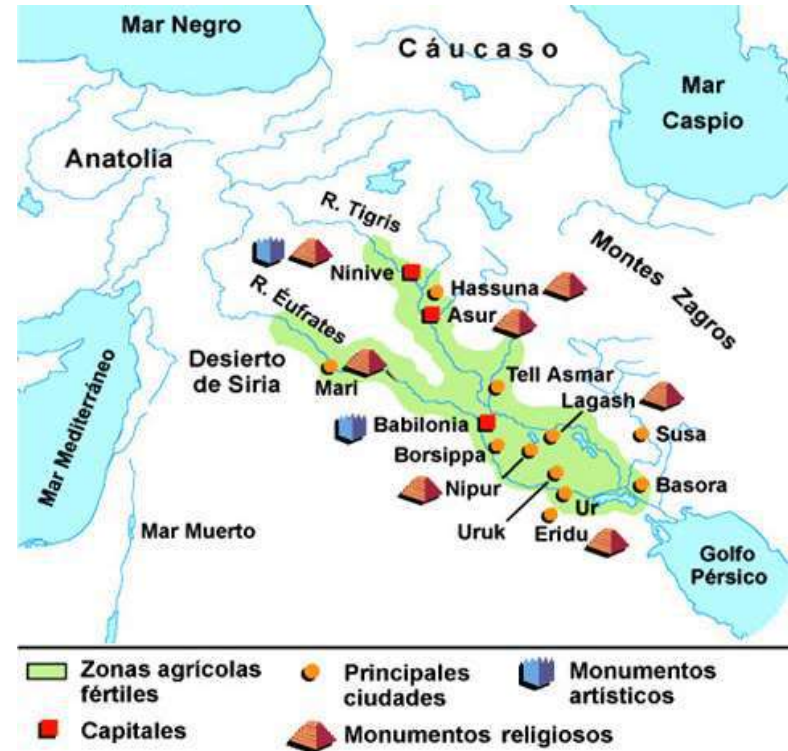 Mar Negro
Cáucaso
Mar
Caspio
Anatolia
R. Tigris
Montes Zagros
Ninive
Hassuna
R. Éufrates
Asur
Desierto
de Siria
Mari
Tell Asmar
Lagash
Mar Mediterráneo
Babilonia
Susa
Borsippa
Nipur
Basora
Ur
Uruk
Eridu
Mar Muerto
Golfo
Pérsico
Zonas agrícolas
fértiles
Principales
ciudades
Monumentos
artísticos
Capitales
Monumentos religiosos